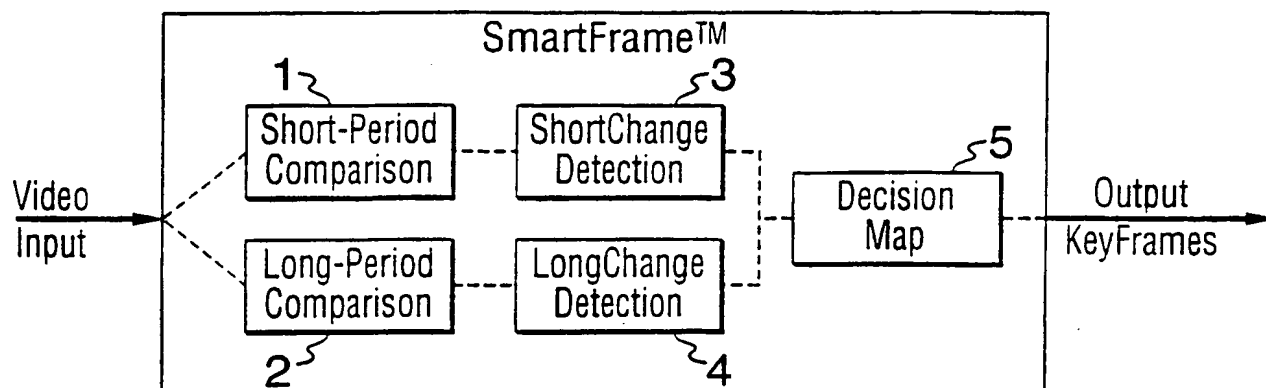 SmartFrame™
1
3
Short-Period
Comparison
ShortChange
Detection
5
Video
Input
Decision
Map
Output
KeyFrames
Long-Period
Comparison
LongChange
Detection
2
4